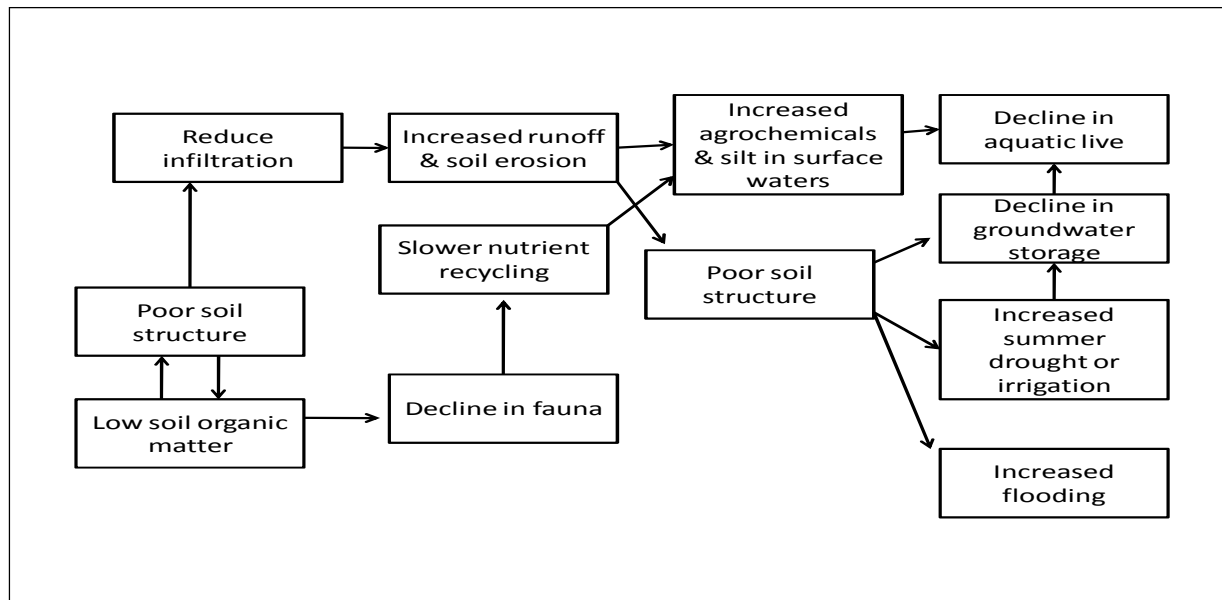 Reduce
infiltration
Increased runoff
& soil erosion
Increased
agrochemicals
& silt in surface
waters
Decline in
aquatic live
Slower nutrient
recycling
Poor soil
structure
Decline in
groundwater
storage
Poor soil
structure
Increased
summer
drought or
irrigation
Low soil organic
matter
Decline in fauna
Increased
flooding